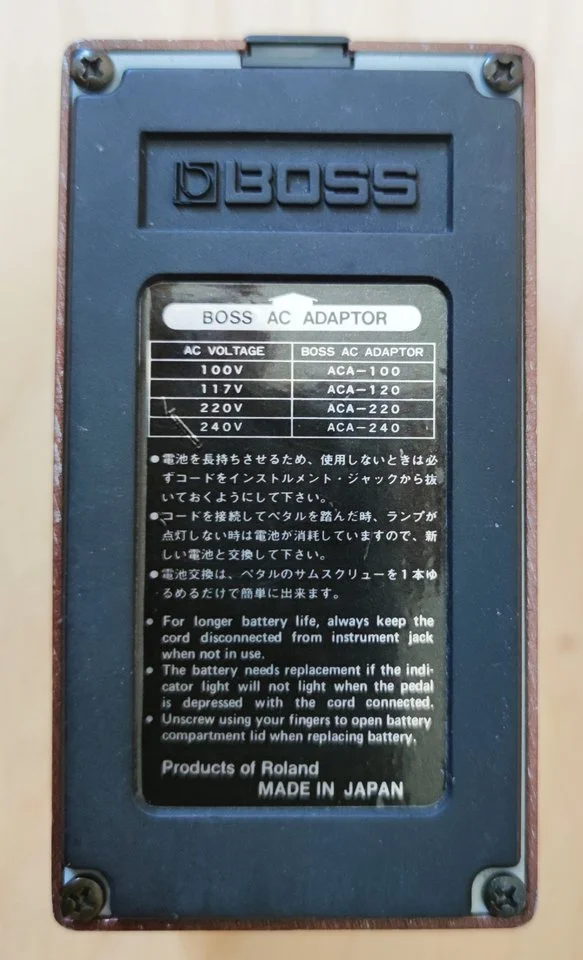 BOSS
BOSS AC ADAPTOR
AC VOLTAGE BOSS AC ADAPTOR
100V ACA-100
117V ACA-120
220V ACA-220
240V ACA-240
●電池を長持ちさせるため、使用しないときは必
ずコードをインストルメント・ジャックから抜
いておくようにして下さい。
●コードを接続してペタルを踏んだ時、ランプが
点灯しない時は電池が消耗していますので、新
しい電池と交換して下さい。
●電池交換は、ペタルのサムスクリューを1本ゆ
るめるだけで簡単に出来ます。
● For longer battery life, always keep the
cord disconnected from instrument jack
when not in use.
● The battery needs replacement if the indi-
cator light will not light when the pedal
is depressed with the cord connected.
● Unscrew using your fingers to open battery
compartment lid when replacing battery.
Products of Roland
MADE IN JAPAN